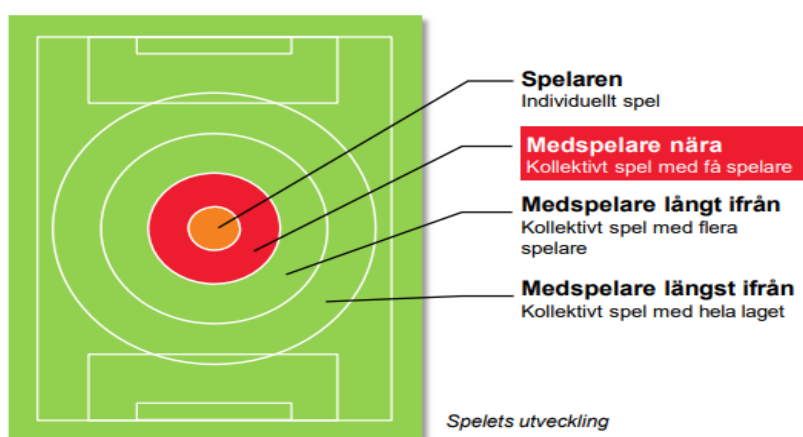 Spelaren
Individuellt spel
Medspelare nära
Kollektivt spel med få spelare
Medspelare långt ifrån
Kollektivt spel med flera
spelare
Medspelare längst ifrån
Kollektivt spel med hela laget
Spelets utveckling